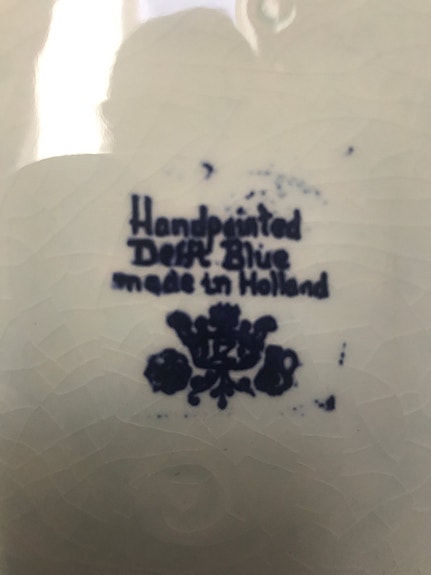 Handpainted
Delft Blue
made in Holland